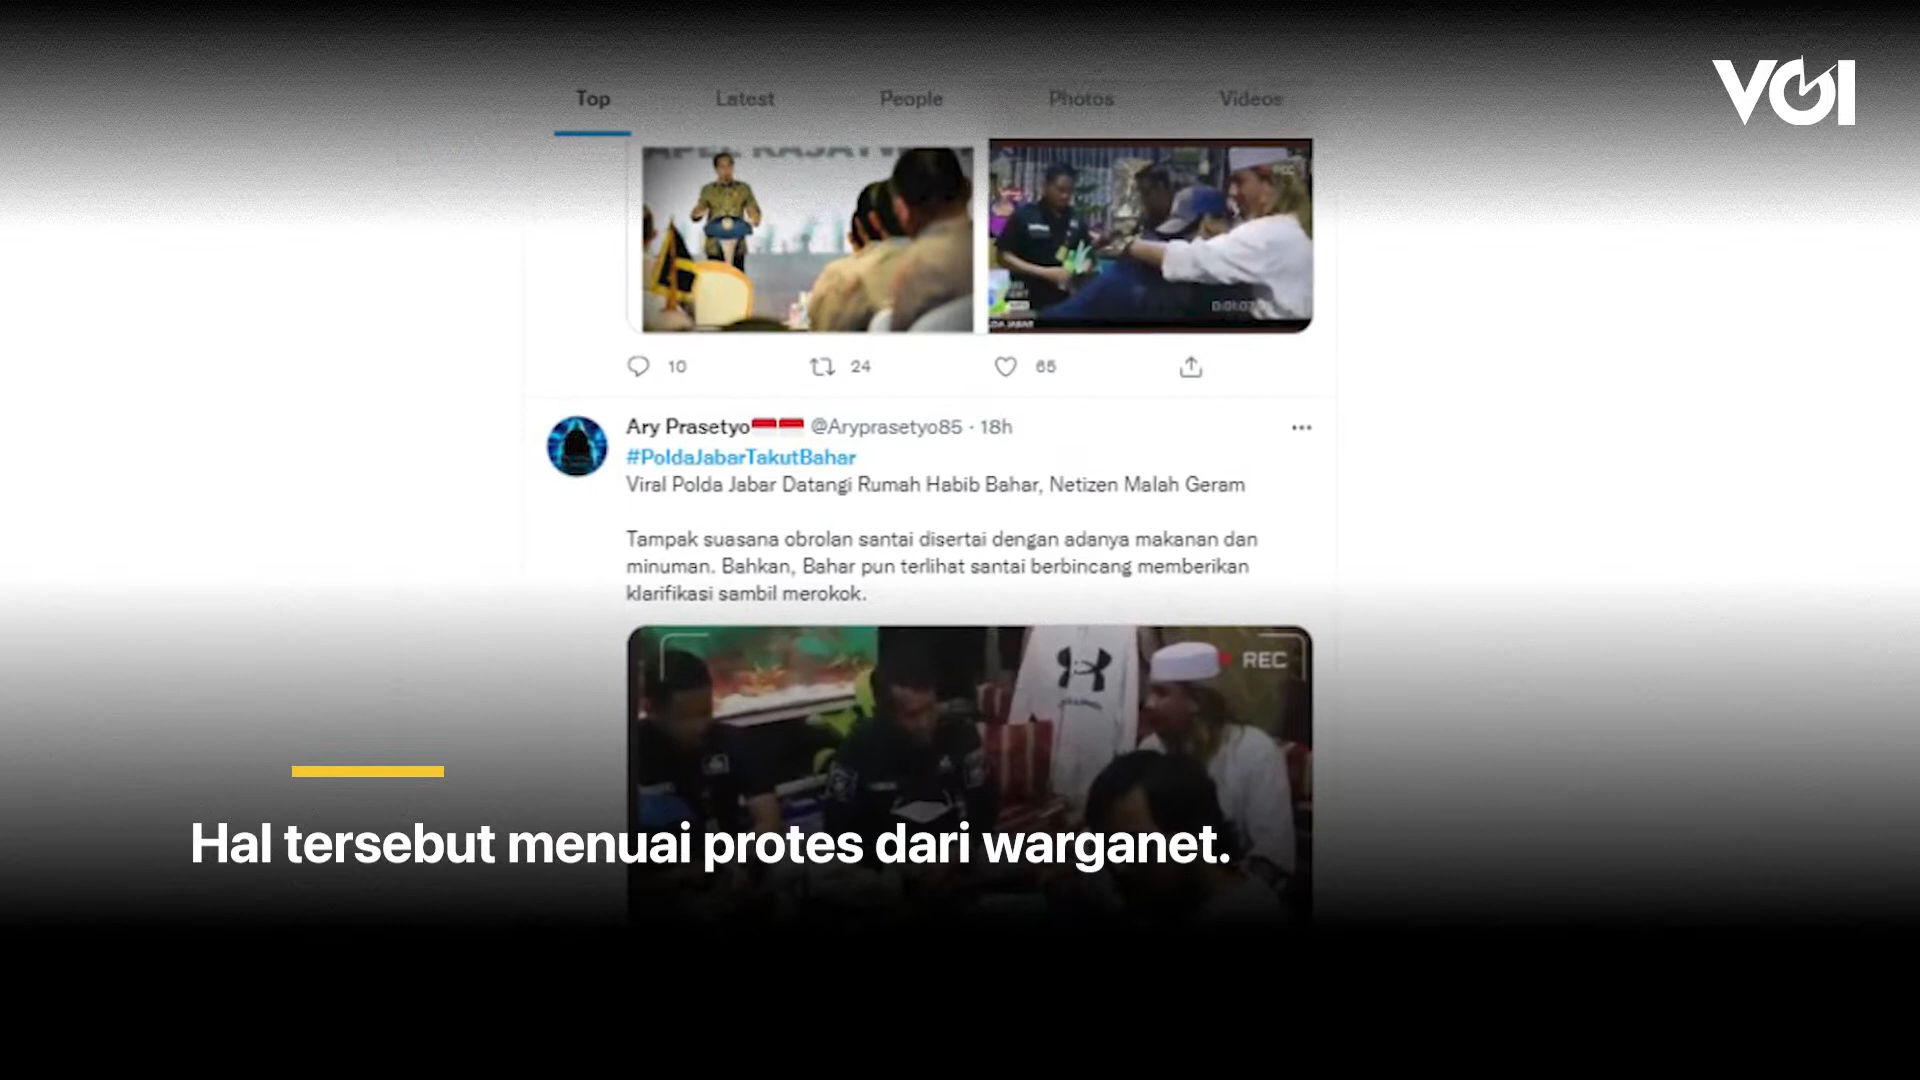 VOI
Top Latest People Photos Videos
REC
10 24 65
Ary Prasetyo @Aryprasetyo85 · 18h
#PoldaJabarTakutBahar
Viral Polda Jabar Datangi Rumah Habib Bahar, Netizen Malah Geram
Tampak suasana obrolan santai disertai dengan adanya makanan dan
minuman. Bahkan, Bahar pun terlihat santai berbincang memberikan
klarifikasi sambil merokok.
REC
Hal tersebut menuai protes dari warganet.